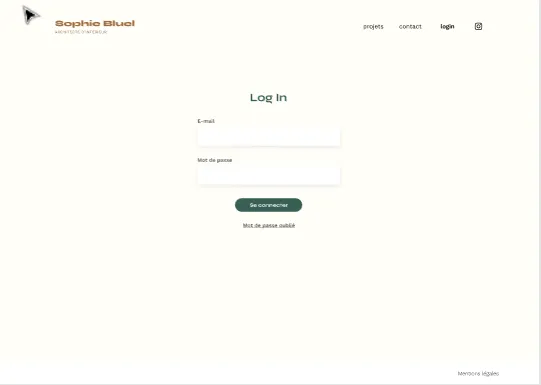 Sophie Bluel
ARCHITECTE D'INTÉRIEUR
projets
contact
login
Log In
E-mail
Mot de passe
Se connecter
Mot de passe oublié
Mentions légales